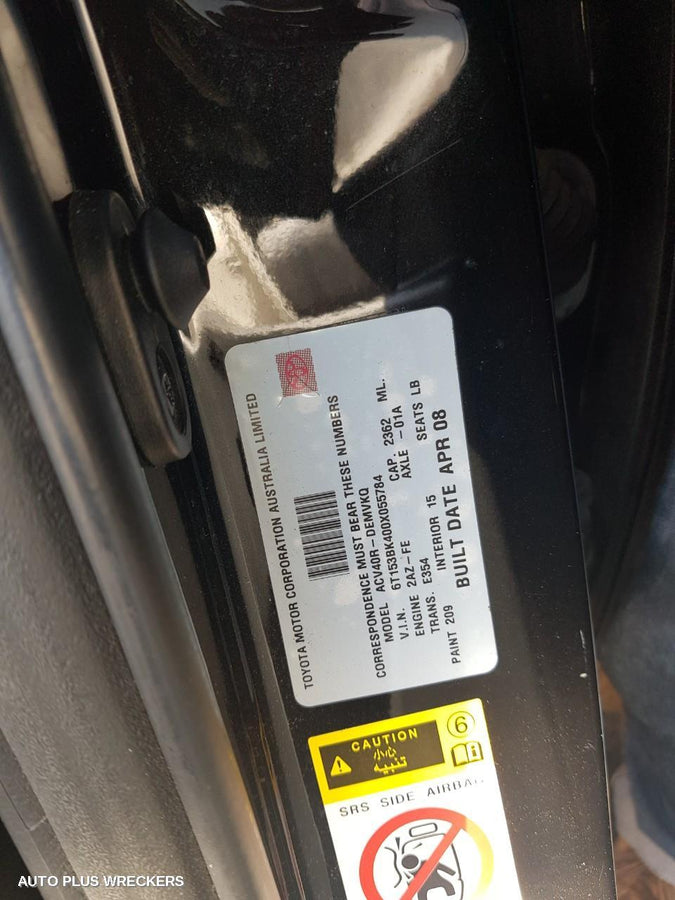 TOYOTA MOTOR CORPORATION AUSTRALIA LIMITED
CORRESPONDENCE MUST BEAR THESE NUMBERS
MODEL ACV40R-DEMVKQ
V.I.N. 6T153BK400X055784
ENGINE 2AZ-FE CAP. 2362 ML.
TRANS. E354 AXLE -01A
PAINT 209 INTERIOR 15 SEATS LB
BUILT DATE APR 08
CAUTION
小心
تنبيه
6
SRS SIDE AIRBAG
AUTO PLUS WRECKERS